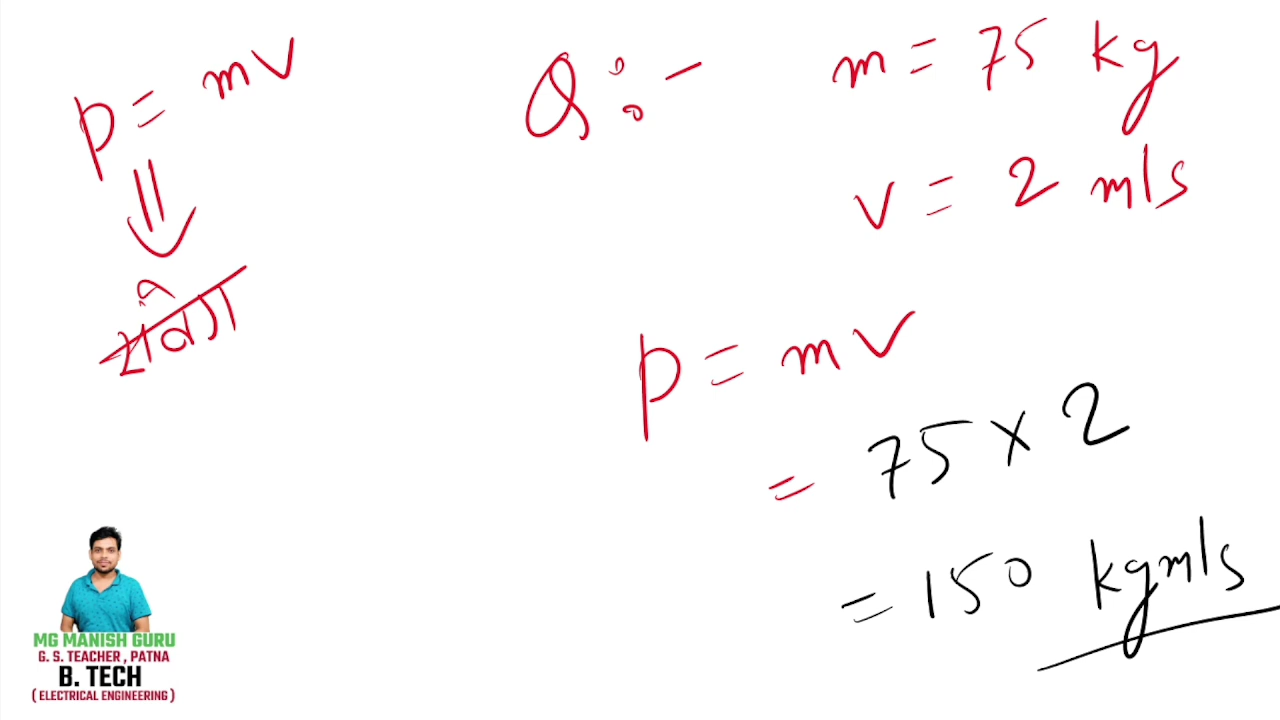 p = mv
संवेग
Q:-
m = 75 kg
v = 2 m/s
p = mv
= 75 × 2
= 150 kgm/s
MG MANISH GURU
G. S. TEACHER , PATNA
B. TECH
( ELECTRICAL ENGINEERING )